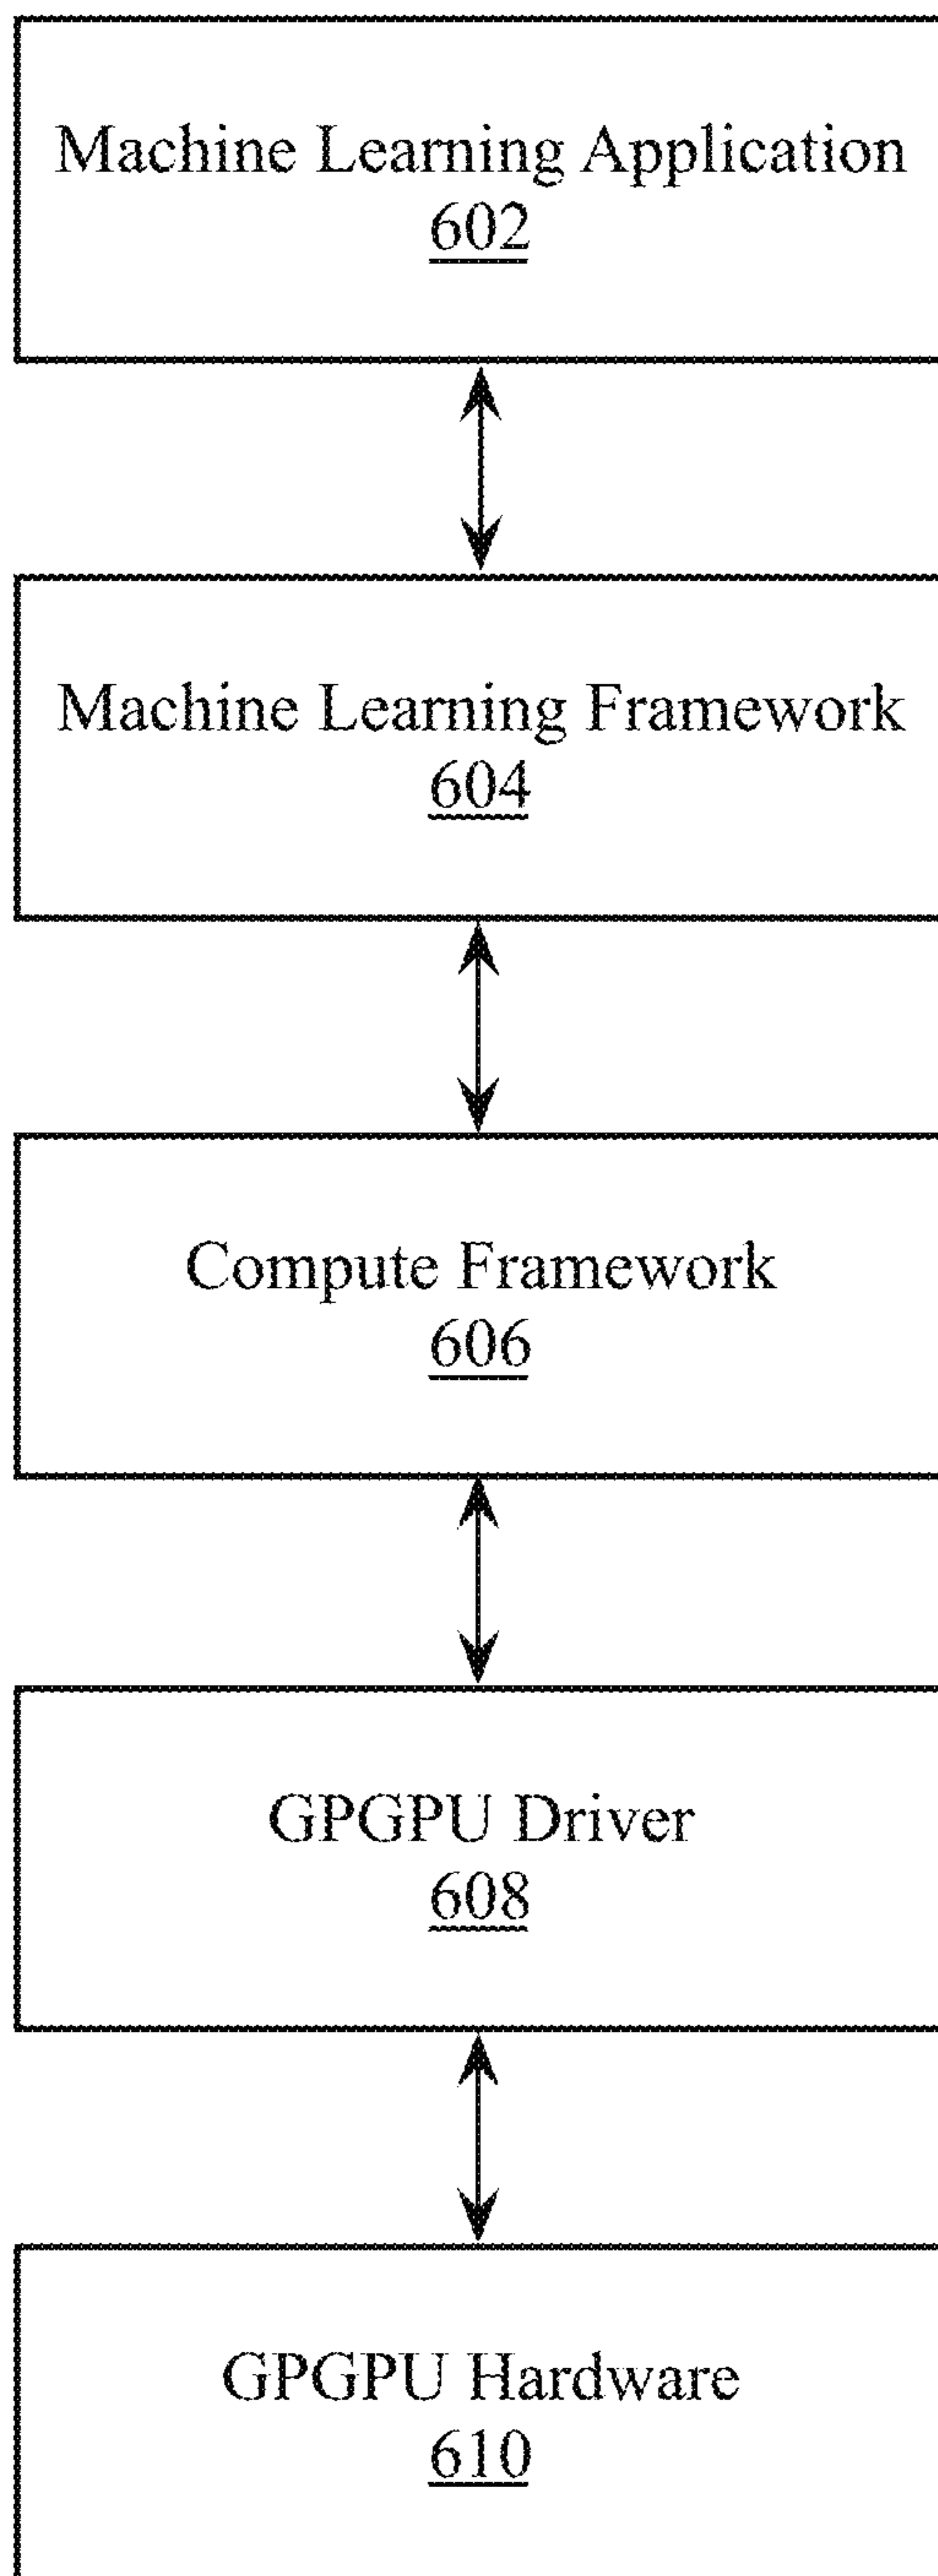 Machine Learning Application
602
Machine Learning Framework
604
Compute Framework
606
GPGPU Driver
608
GPGPU Hardware
610